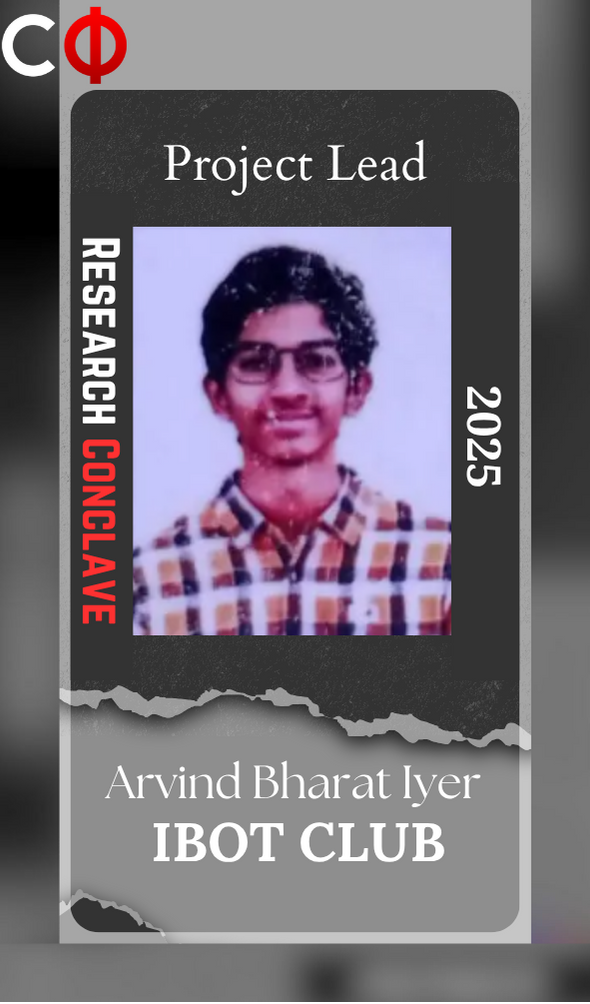 CΦ
Project Lead
RESEARCH CONCLAVE
2025
Arvind Bharat Iyer
IBOT CLUB